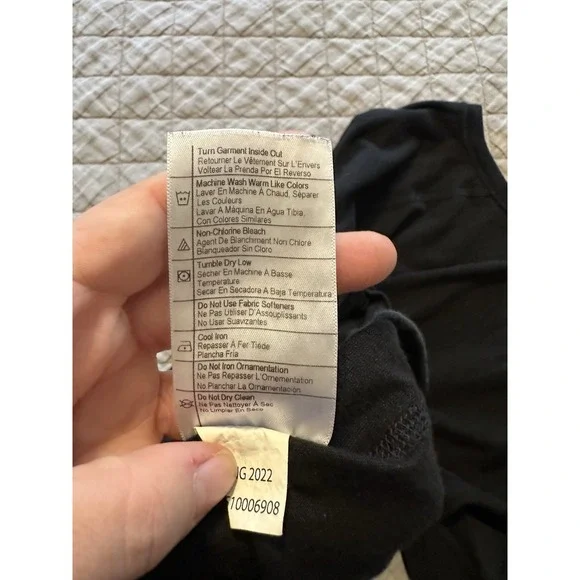 Turn Garment Inside Out
Retourner Le Vêtement Sur L'Envers
Voltear La Prenda Por El Reverso
Machine Wash Warm Like Colors
Laver En Machine À Chaud, Séparer
Les Couleurs
Lavar A Máquina En Agua Tibia,
Con Colores Similares
Non-Chlorine Bleach
Agent De Blanchiment Non Chlore
Blanqueador Sin Cloro
Tumble Dry Low
Sécher En Machine À Basse
Temperature
Secar En Secadora A Baja Temperatura
Do Not Use Fabric Softeners
Ne Pas Utiliser D'Assouplissants
No Usar Suavizantes
Cool Iron
Repasser À Fer Tiède
Plancha Fria
Do Not Iron Ornamentation
Ne Pas Repasser L'Ornementation
No Planchar La Ornamentación
Do Not Dry Clean
Ne Pas Nettoyer À Sec
No Limpier En Seco
2022
10006908